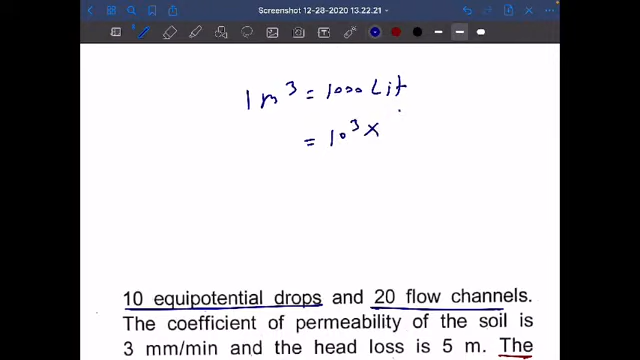 Screenshot 12-28-2020 13.22.21
1 m³ = 1000 Lit
= 10³ x
10 equipotential drops and 20 flow channels.
The coefficient of permeability of the soil is
3 mm/min and the head loss is 5 m. The